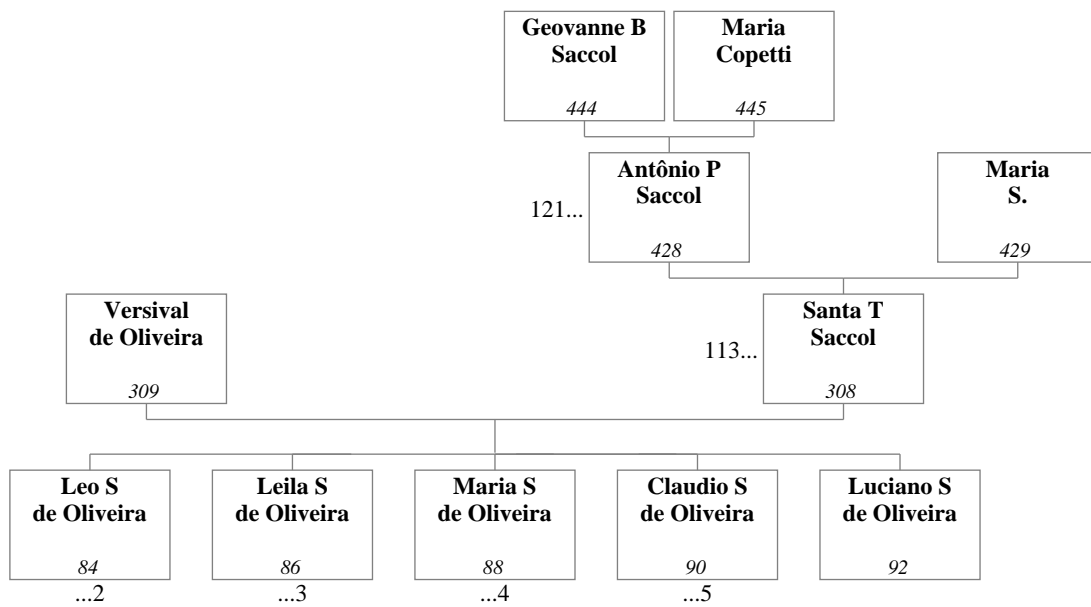 Geovanne B
Saccol
444
Maria
Copetti
445
121...
Antônio P
Saccol
428
Maria
S.
429
Versival
de Oliveira
309
113...
Santa T
Saccol
308
Leo S
de Oliveira
84
...2
Leila S
de Oliveira
86
...3
Maria S
de Oliveira
88
...4
Claudio S
de Oliveira
90
...5
Luciano S
de Oliveira
92